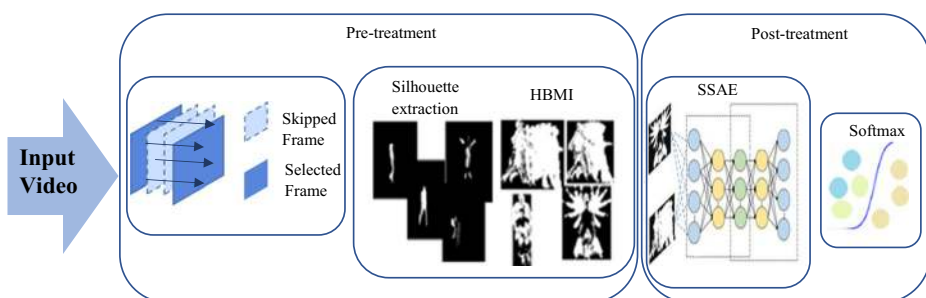 Input
Video
Pre-treatment
Skipped
Frame
Selected
Frame
Silhouette
extraction
HBMI
Post-treatment
SSAE
Softmax